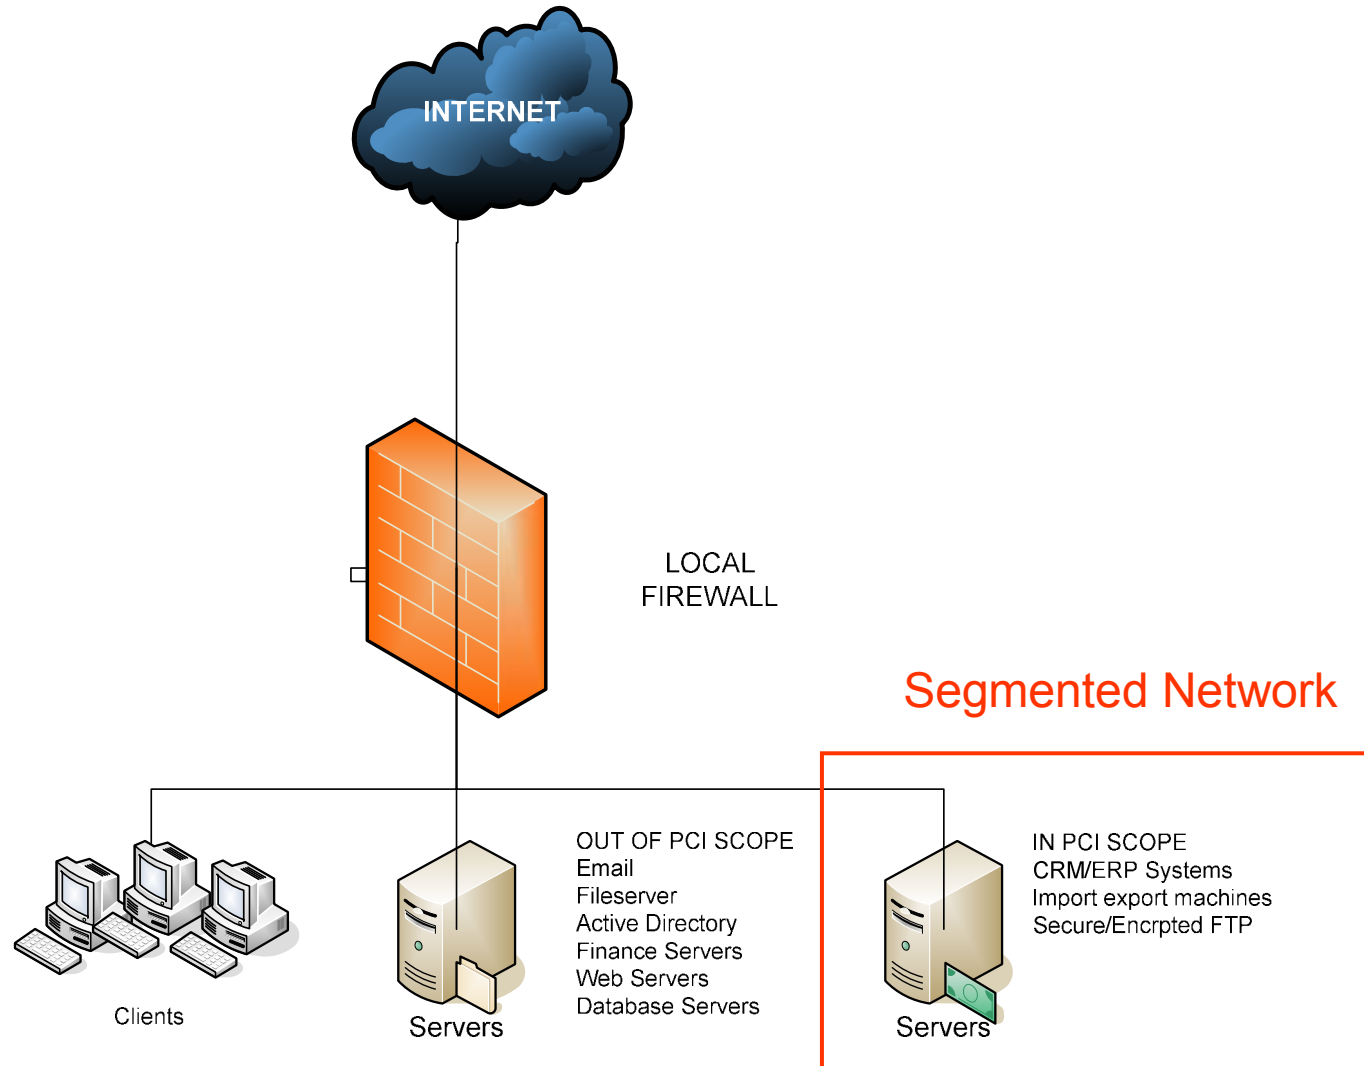 INTERNET
LOCAL
FIREWALL
Segmented Network
OUT OF PCI SCOPE
Email
Fileserver
Active Directory
Finance Servers
Web Servers
Database Servers
IN PCI SCOPE
CRM/ERP Systems
Import export machines
Secure/Encrpted FTP
Clients
Servers
Servers